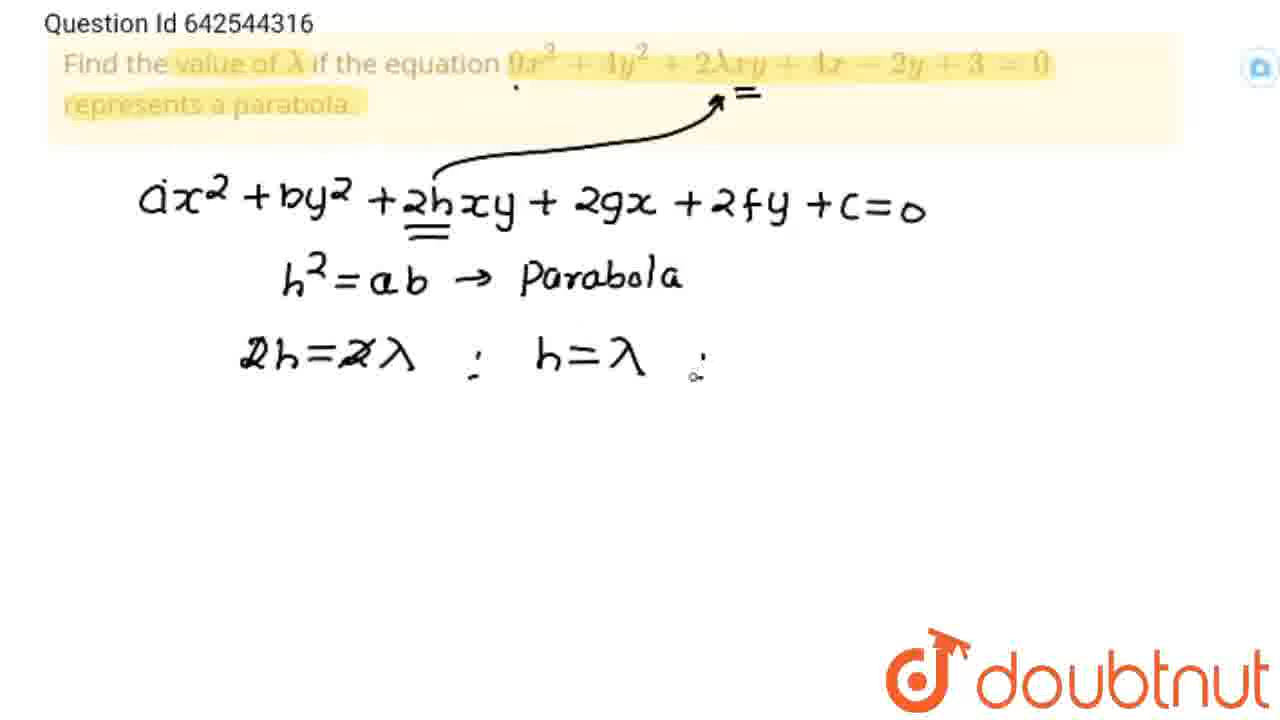 Question Id 642544316
Find the value of λ if the equation 9x² + 4y² + 2λxy + 4x − 2y + 3 = 0
represents a parabola.
ax² + by² + 2hxy + 2gx + 2fy + c = 0
h² = ab → Parabola
2h = 2λ : h = λ :
doubtnut